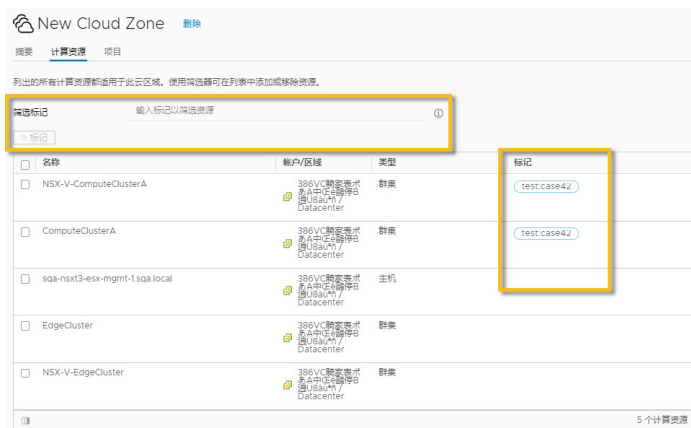 New Cloud Zone 删除
摘要 计算资源 项目
列出的所有计算资源都适用于此云区域。使用筛选器可在列表中添加或移除资源。
筛选标记 输入标记以筛选资源
标记
名称 帐户/区域 类型 标记
NSX-V-ComputeClusterA 386VC 群集 test:case42
Datacenter
ComputeClusterA 386VC 群集 test:case42
Datacenter
sqa-nsxt3-esx-mgmt-1.sqa.local 386VC 主机
Datacenter
EdgeCluster 386VC 群集
Datacenter
NSX-V-EdgeCluster 386VC 群集
Datacenter
5 个计算资源